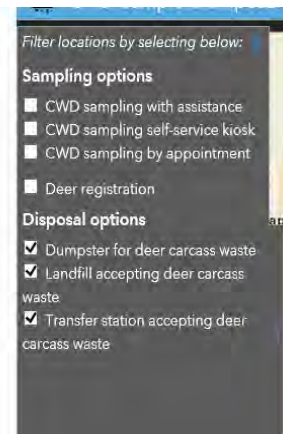 Filter locations by selecting below:
Sampling options
CWD sampling with assistance
CWD sampling self-service kiosk
CWD sampling by appointment
Deer registration
Disposal options
Dumpster for deer carcass waste
Landfill accepting deer carcass
waste
Transfer station accepting deer
carcass waste